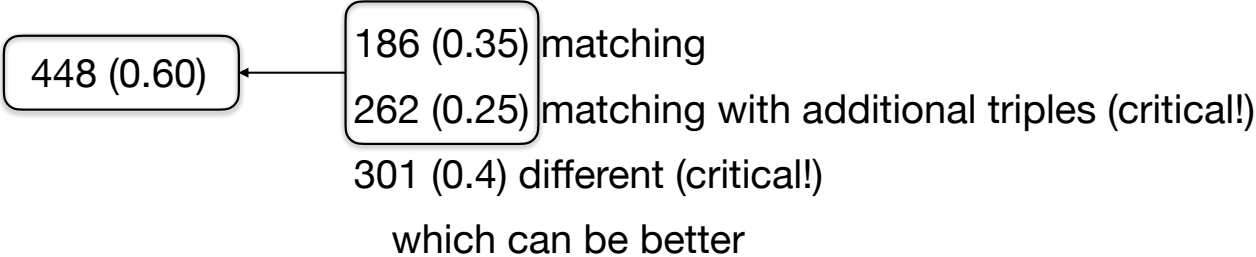 448 (0.60)
186 (0.35) matching
262 (0.25) matching with additional triples (critical!)
301 (0.4) different (critical!)
which can be better